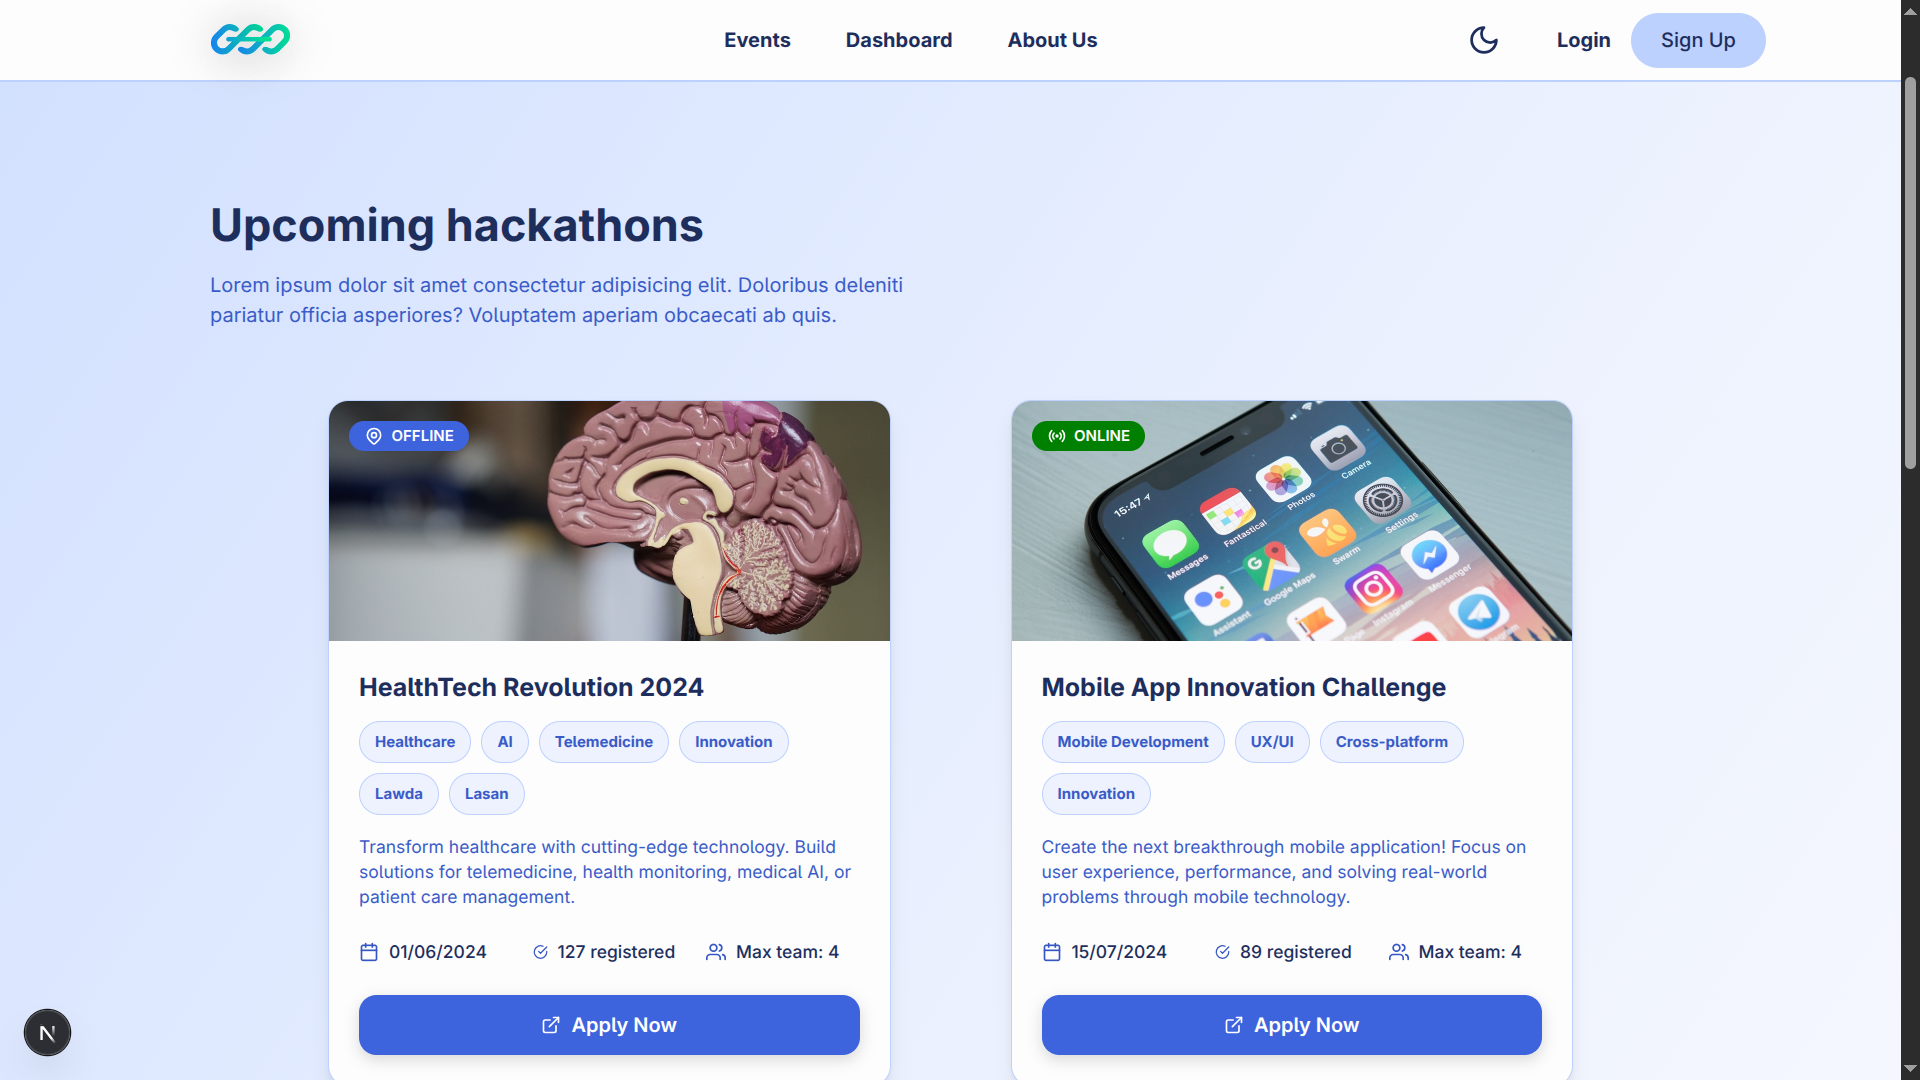 Events
Dashboard
About Us
Login
Sign Up
Upcoming hackathons
Lorem ipsum dolor sit amet consectetur adipisicing elit. Doloribus deleniti
pariatur officia asperiores? Voluptatem aperiam obcaecati ab quis.
OFFLINE
HealthTech Revolution 2024
Healthcare
AI
Telemedicine
Innovation
Lawda
Lasan
Transform healthcare with cutting-edge technology. Build
solutions for telemedicine, health monitoring, medical AI, or
patient care management.
01/06/2024
127 registered
Max team: 4
Apply Now
ONLINE
15:47
Camera
Photos
Settings
Fantastical
Swarm
Messenger
Messages
Google Maps
Instagram
Assistant
Mobile App Innovation Challenge
Mobile Development
UX/UI
Cross-platform
Innovation
Create the next breakthrough mobile application! Focus on
user experience, performance, and solving real-world
problems through mobile technology.
15/07/2024
89 registered
Max team: 4
Apply Now
N